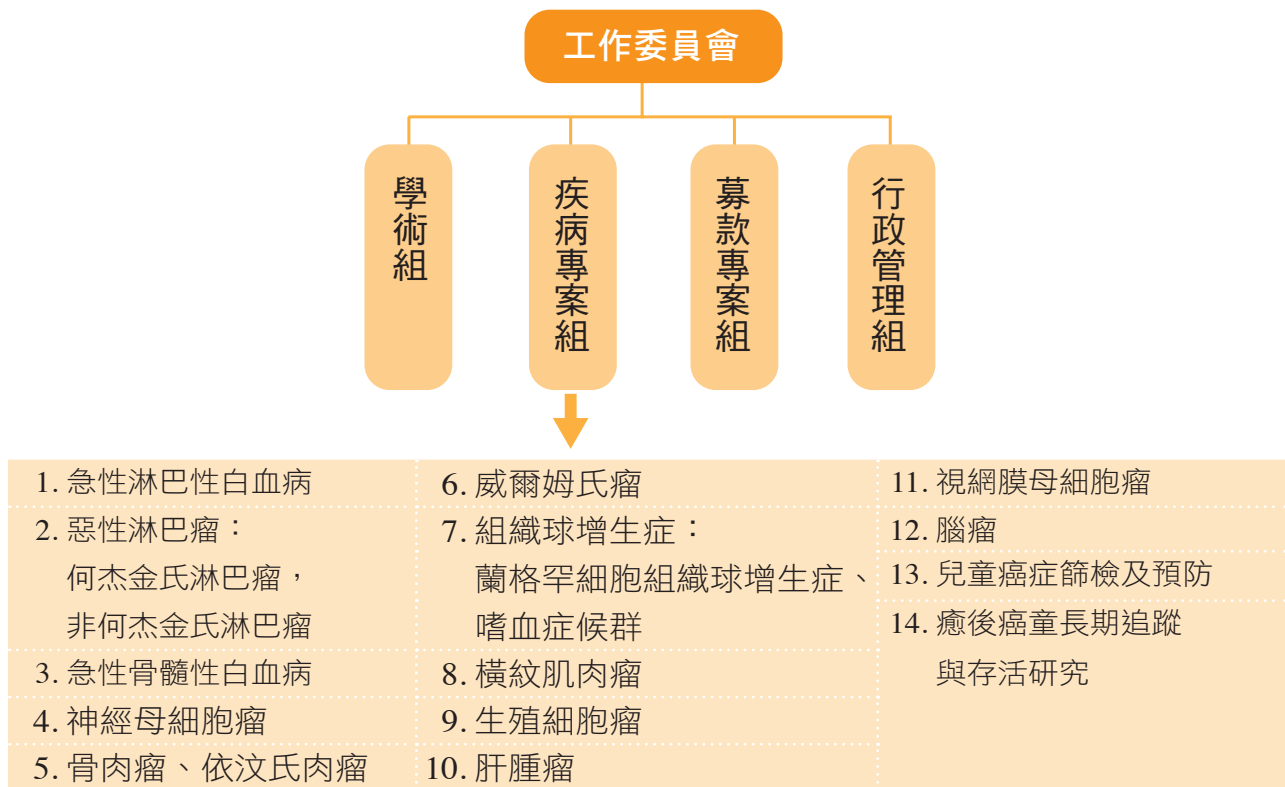 工作委員會
學術組
疾病專案組
募款專案組
行政管理組
1. 急性淋巴性白血病
2. 惡性淋巴瘤：
何杰金氏淋巴瘤，
非何杰金氏淋巴瘤
3. 急性骨髓性白血病
4. 神經母細胞瘤
5. 骨肉瘤、依汶氏肉瘤
6. 威爾姆氏瘤
7. 組織球增生症：
蘭格罕細胞組織球增生症、
嗜血症候群
8. 橫紋肌肉瘤
9. 生殖細胞瘤
10. 肝腫瘤
11. 視網膜母細胞瘤
12. 腦瘤
13. 兒童癌症篩檢及預防
14. 癒後癌童長期追蹤
與存活研究